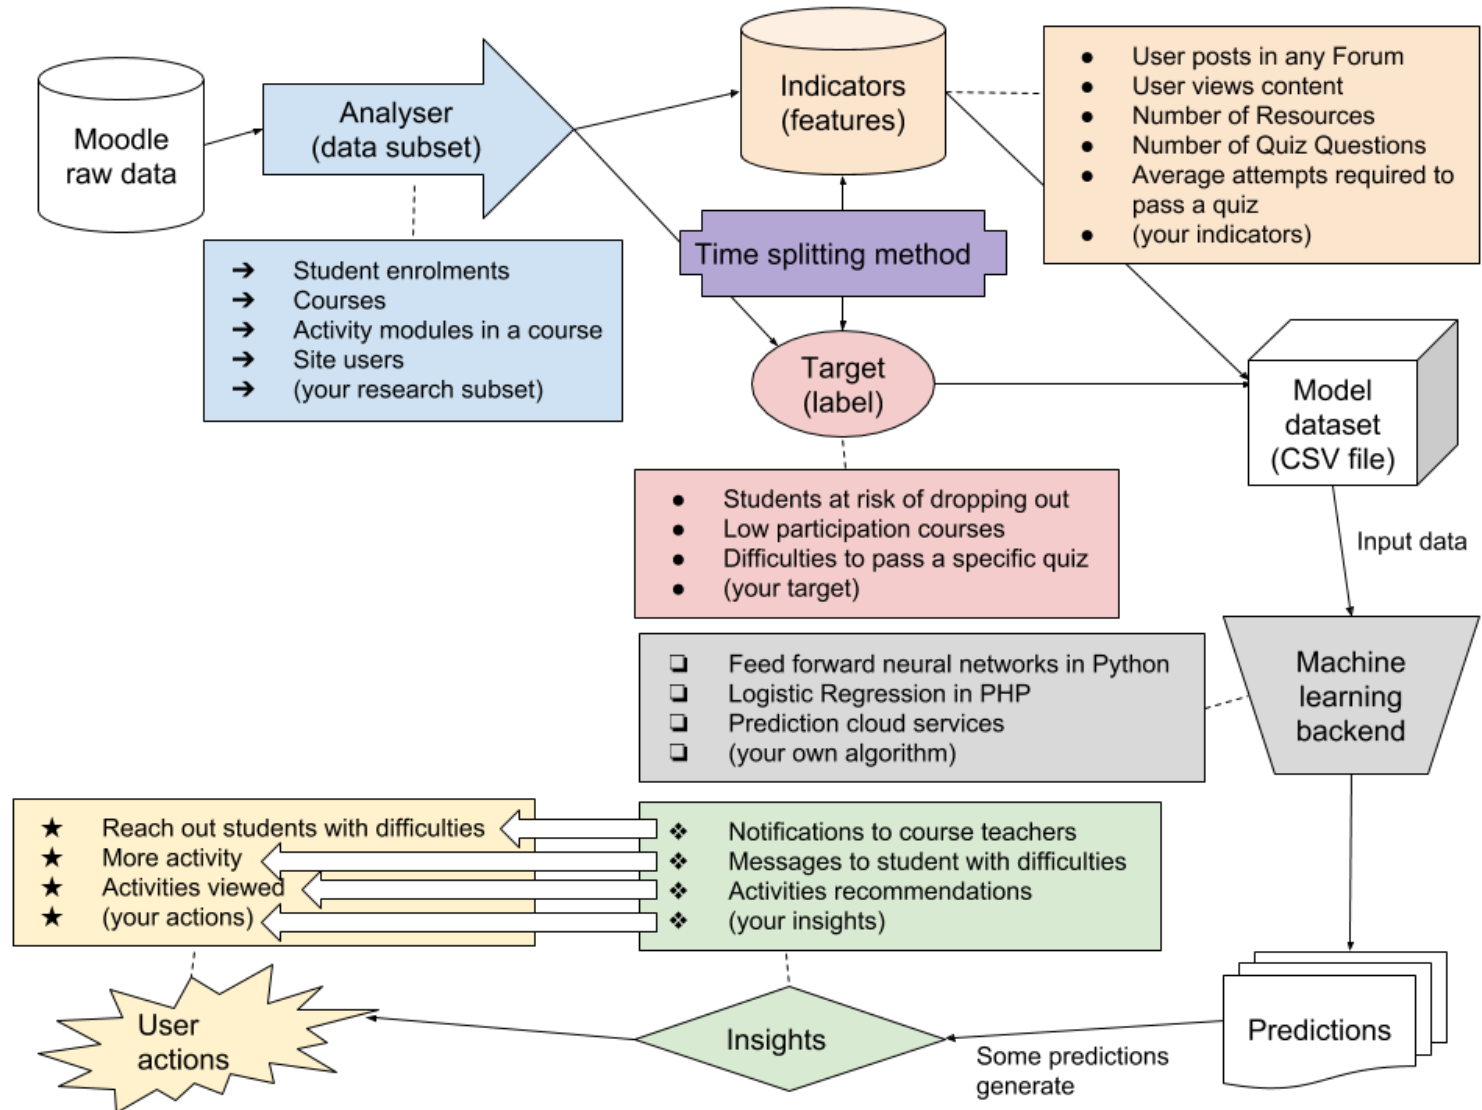 Moodle
raw data
Analyser
(data subset)
Indicators
(features)
● User posts in any Forum
● User views content
● Number of Resources
● Number of Quiz Questions
● Average attempts required to
pass a quiz
● (your indicators)
➔ Student enrolments
➔ Courses
➔ Activity modules in a course
➔ Site users
➔ (your research subset)
Time splitting method
Target
(label)
Model
dataset
(CSV file)
● Students at risk of dropping out
● Low participation courses
● Difficulties to pass a specific quiz
● (your target)
Input data
Machine
learning
backend
❏ Feed forward neural networks in Python
❏ Logistic Regression in PHP
❏ Prediction cloud services
❏ (your own algorithm)
★ Reach out students with difficulties
★ More activity
★ Activities viewed
★ (your actions)
❖ Notifications to course teachers
❖ Messages to student with difficulties
❖ Activities recommendations
❖ (your insights)
User
actions
Insights
Some predictions
generate
Predictions